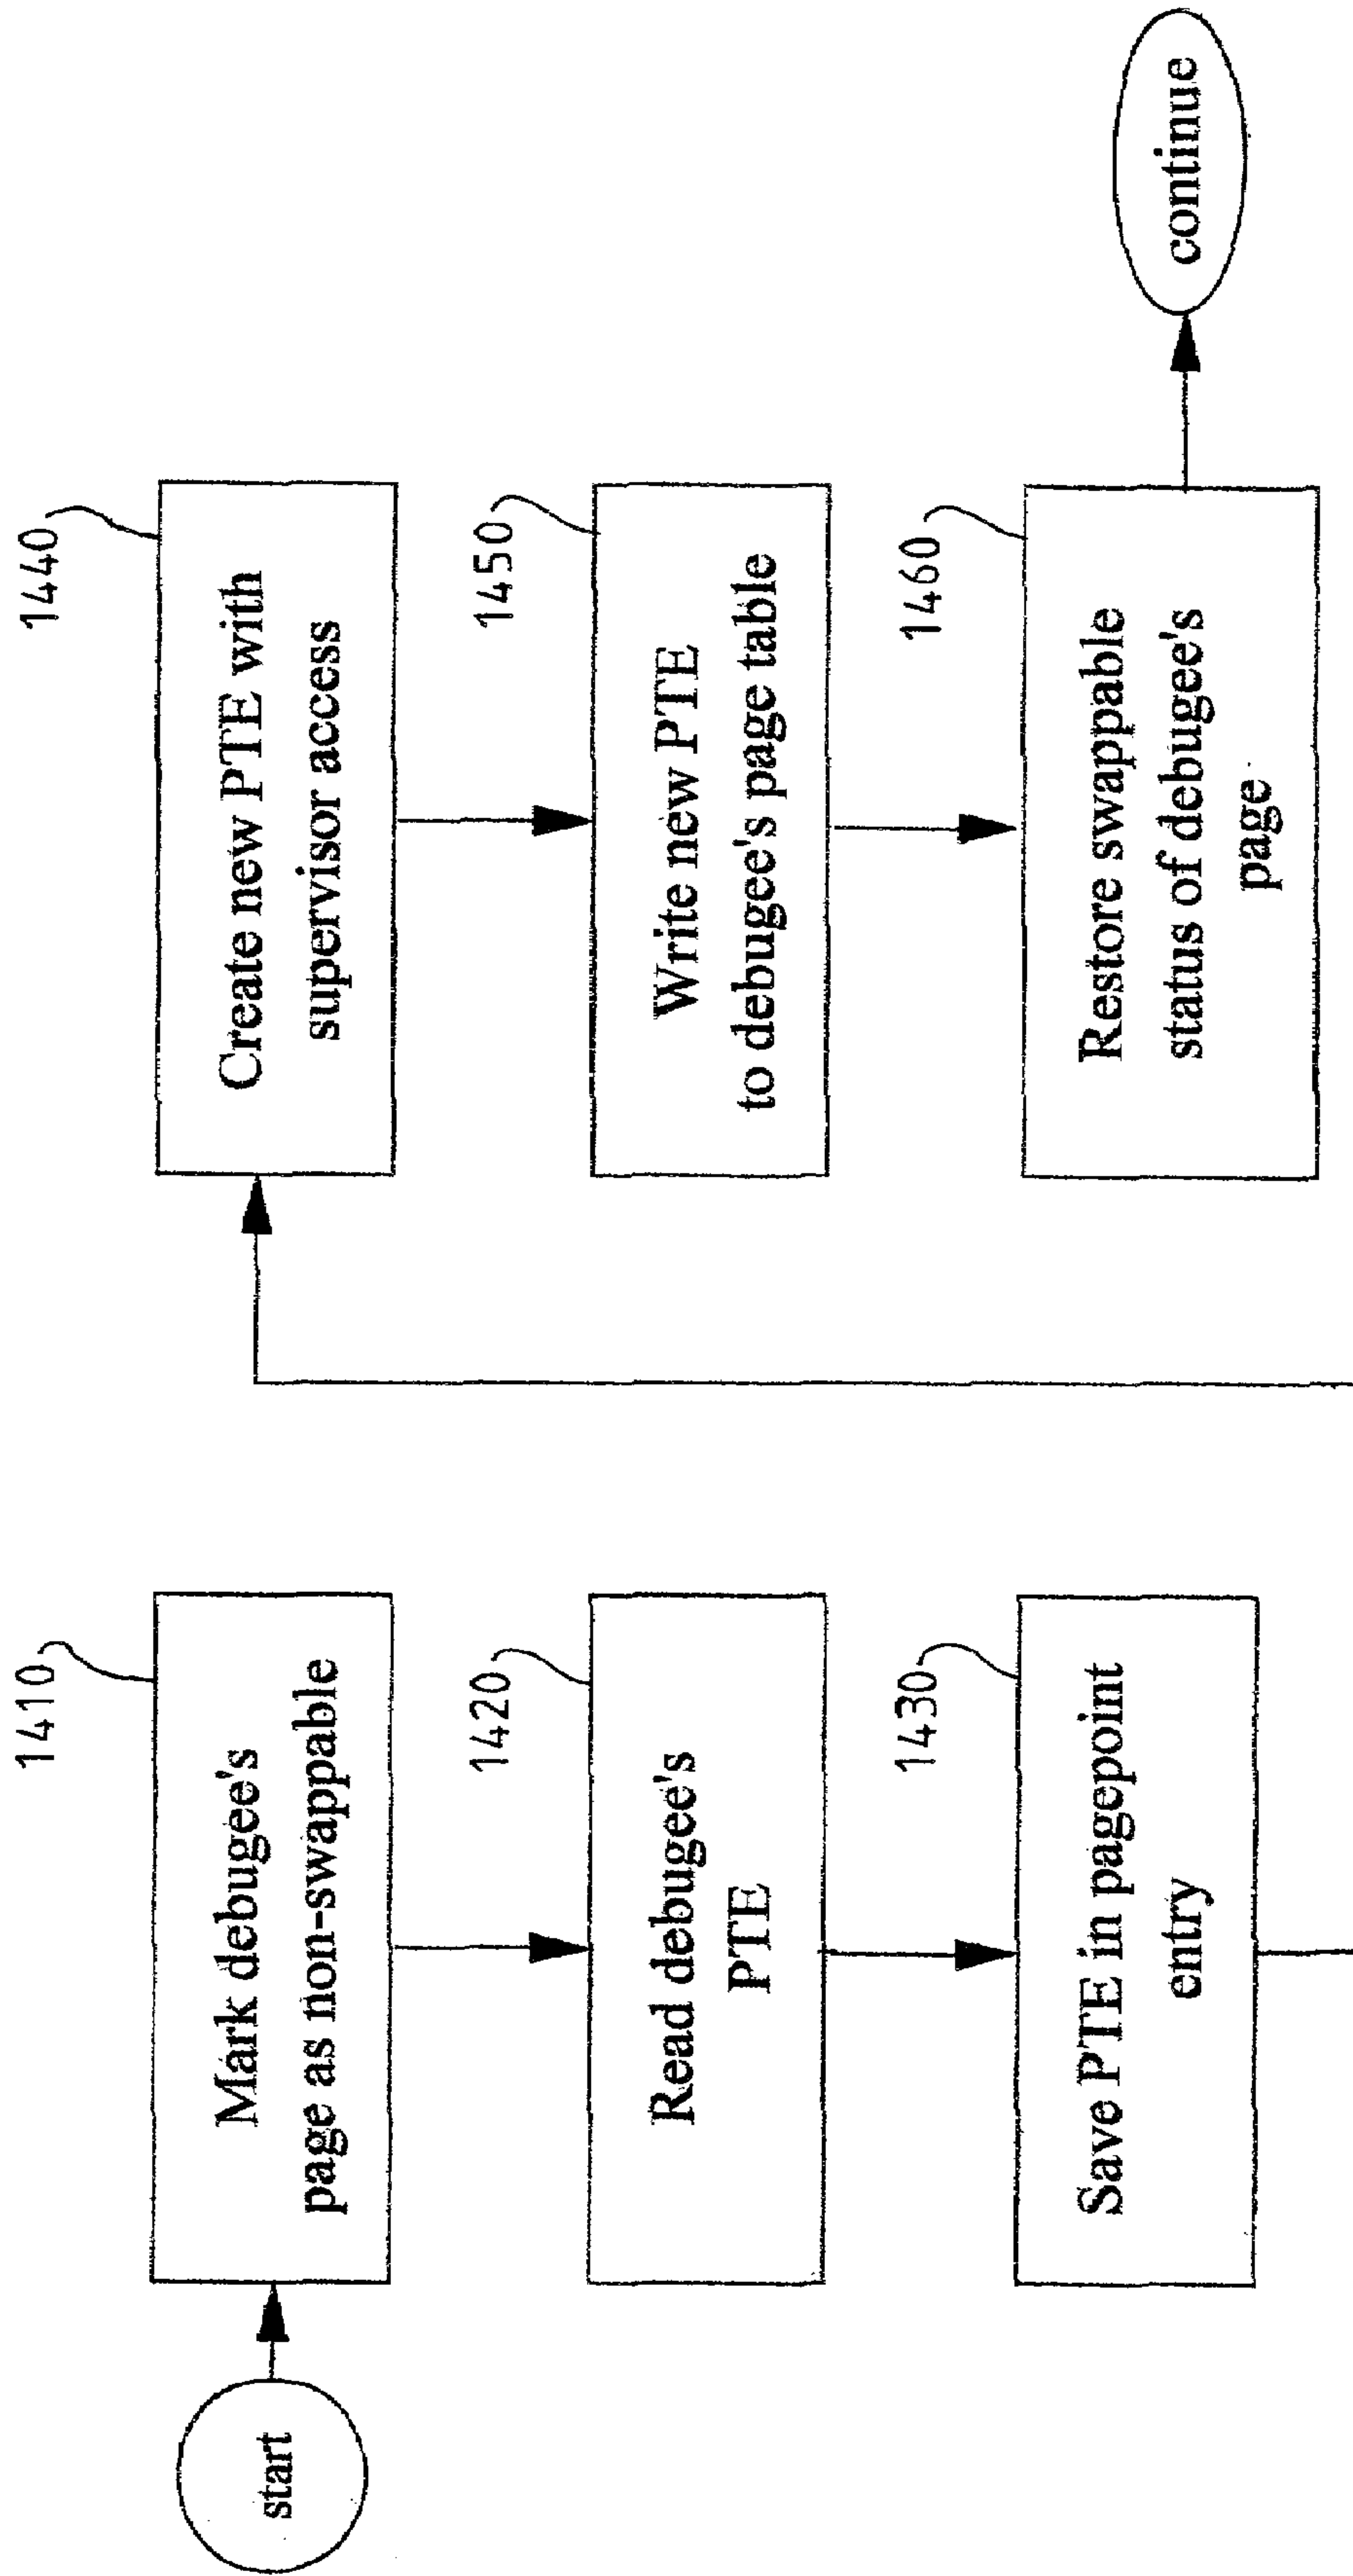 start
1410
Mark debugee's
page as non-swappable
1420
Read debugee's
PTE
1430
Save PTE in pagepoint
entry
1440
Create new PTE with
supervisor access
1450
Write new PTE
to debugee's page table
1460
Restore swappable
status of debugee's
page
continue